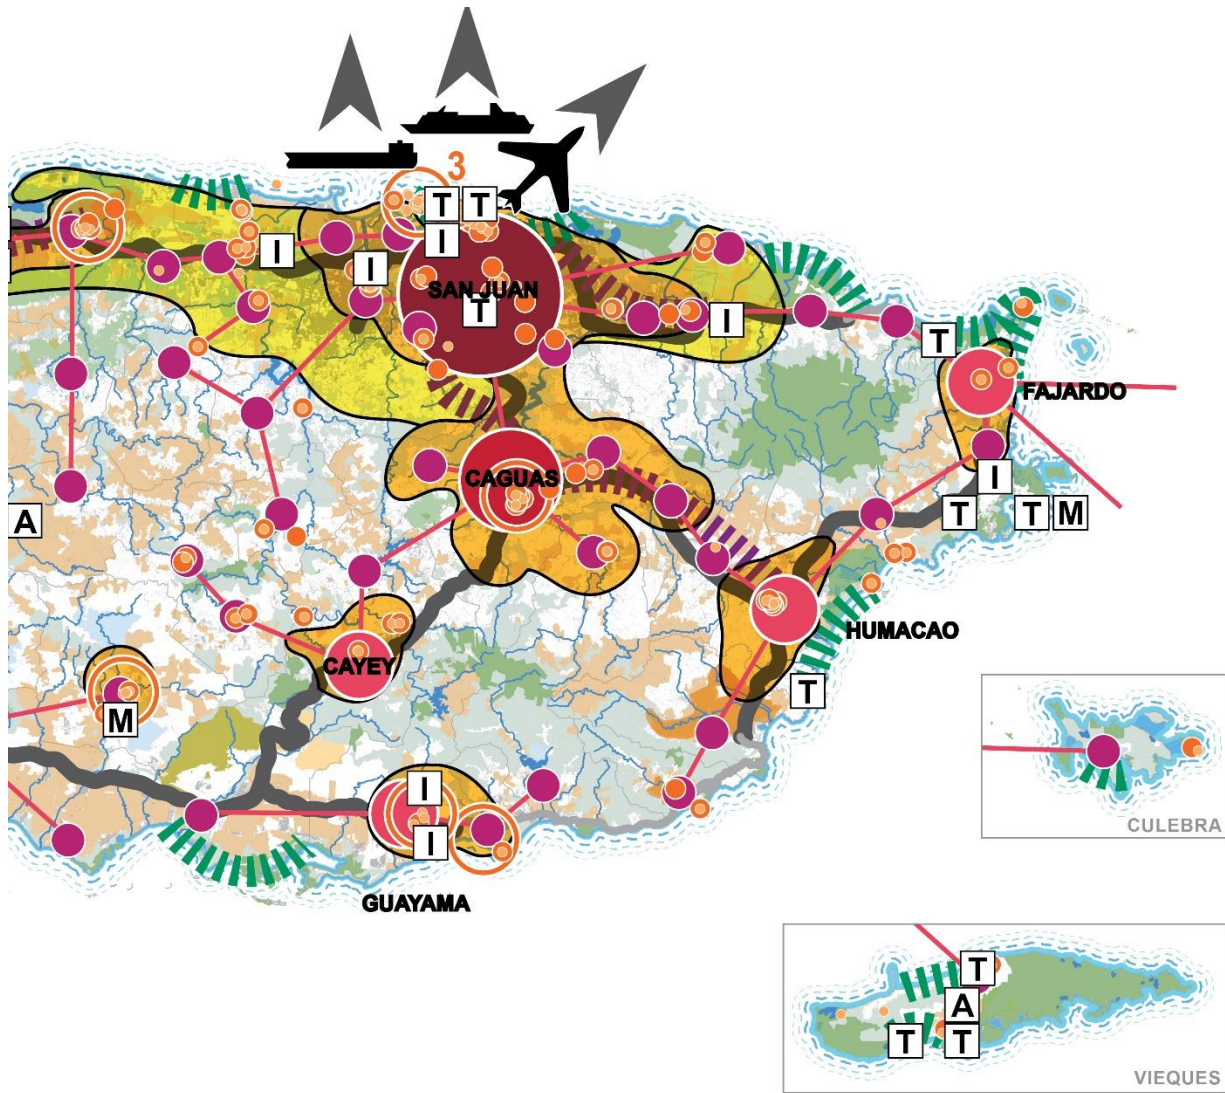 3
T T
I
I
I
SAN JUAN
T
I
T
FAJARDO
CAGUAS
I
A
T
T M
HUMACAO
CAYEY
T
M
I
I
CULEBRA
GUAYAMA
T
A
T T
VIEQUES